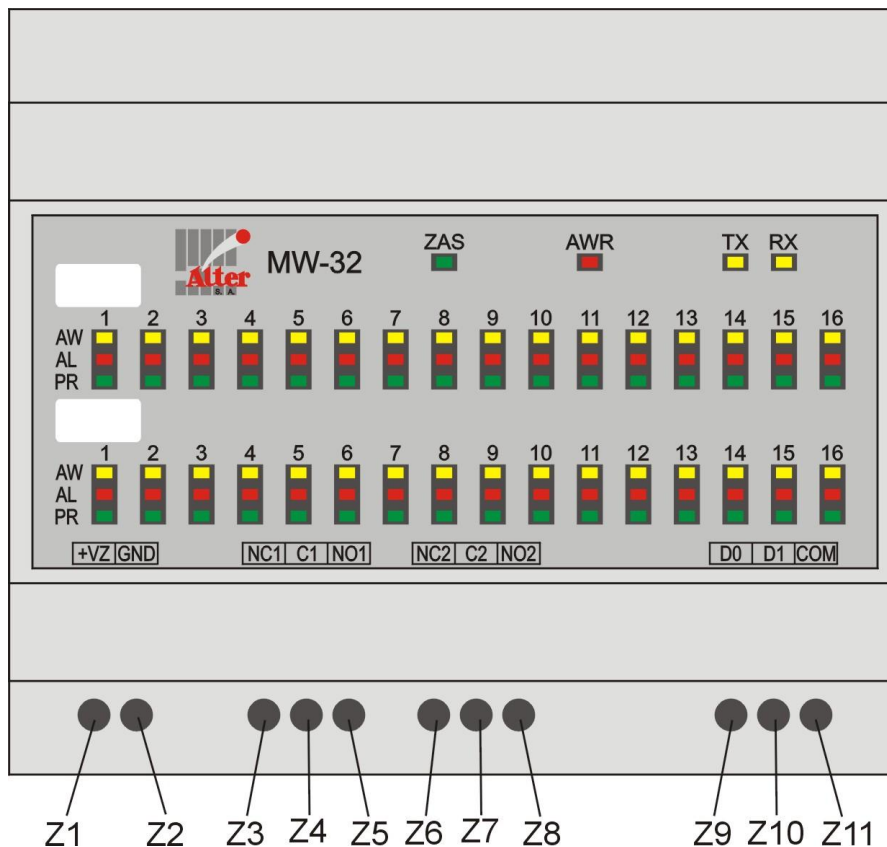 ZAS AWR TX RX
Alter
S. A.
MW-32
1 2 3 4 5 6 7 8 9 10 11 12 13 14 15 16
AW
AL
PR
1 2 3 4 5 6 7 8 9 10 11 12 13 14 15 16
AW
AL
PR
+VZ GND NC1 C1 NO1 NC2 C2 NO2 D0 D1 COM
Z1 Z2 Z3 Z4 Z5 Z6 Z7 Z8 Z9 Z10 Z11